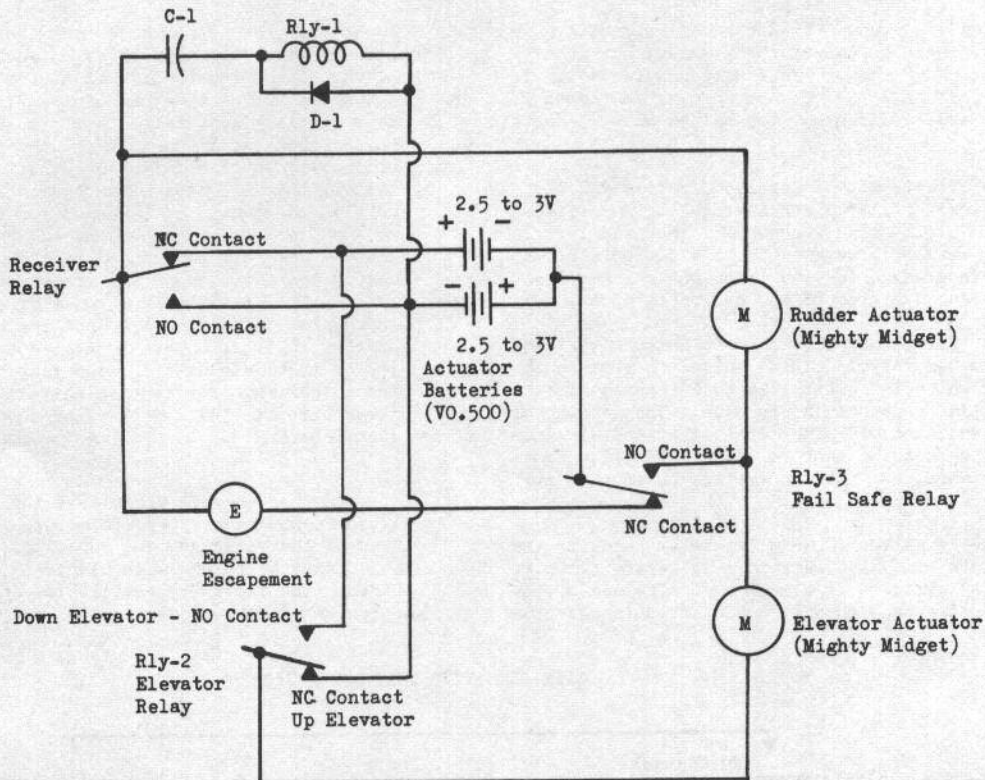 C-1
Rly-1
D-1
2.5 to 3V
+ -
NC Contact
Receiver
Relay
- +
NO Contact
M
Rudder Actuator
(Mighty Midget)
2.5 to 3V
Actuator
Batteries
(VO.500)
NO Contact
Rly-3
Fail Safe Relay
E
NC Contact
Engine
Escapement
Down Elevator - NO Contact
M
Elevator Actuator
(Mighty Midget)
Rly-2
Elevator
Relay
NC Contact
Up Elevator